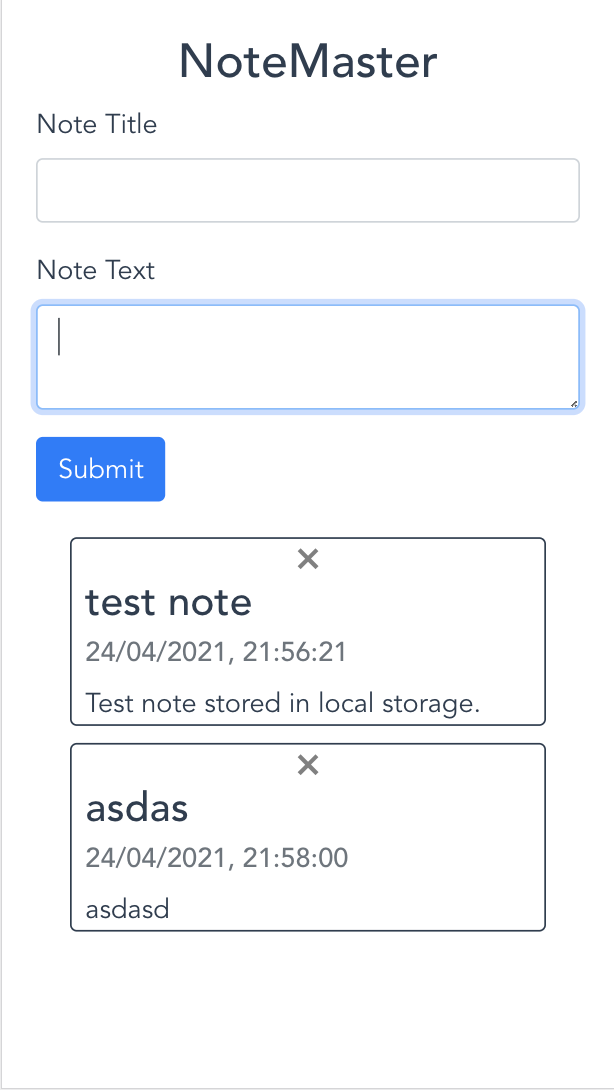 NoteMaster
Note Title
Note Text
Submit
×
test note
24/04/2021, 21:56:21
Test note stored in local storage.
×
asdas
24/04/2021, 21:58:00
asdasd